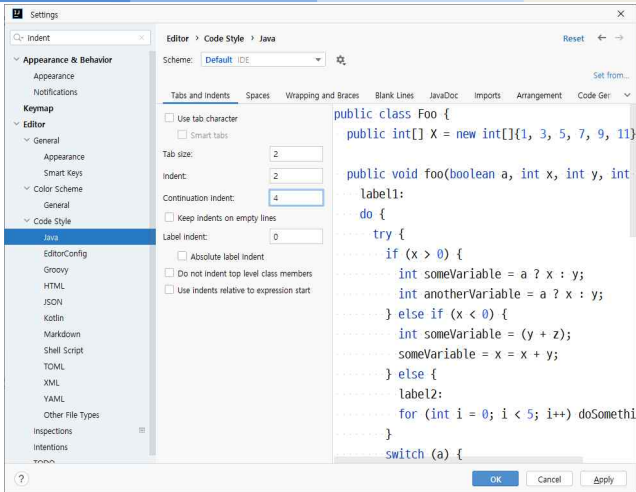 Settings
indent
Appearance & Behavior
Appearance
Notifications
Keymap
Editor
General
Appearance
Smart Keys
Color Scheme
General
Code Style
Java
EditorConfig
Groovy
HTML
JSON
Kotlin
Markdown
Shell Script
TOML
XML
YAML
Other File Types
Inspections
Intentions
TODO
Editor > Code Style > Java
Reset
Scheme: Default IDE
Set from...
Tabs and Indents Spaces Wrapping and Braces Blank Lines JavaDoc Imports Arrangement Code Ger
Use tab character
Smart tabs
Tab size: 2
Indent: 2
Continuation indent: 4
Keep indents on empty lines
Label indent: 0
Absolute label indent
Do not indent top level class members
Use indents relative to expression start
public class Foo {
public int[] X = new int[]{1, 3, 5, 7, 9, 11}
public void foo(boolean a, int x, int y, int
label1:
do {
try {
if (x > 0) {
int someVariable = a ? x : y;
int anotherVariable = a ? x : y;
} else if (x < 0) {
int someVariable = (y + z);
someVariable = x = x + y;
} else {
label2:
for (int i = 0; i < 5; i++) doSomethi
}
switch (a) {
?
OK Cancel Apply